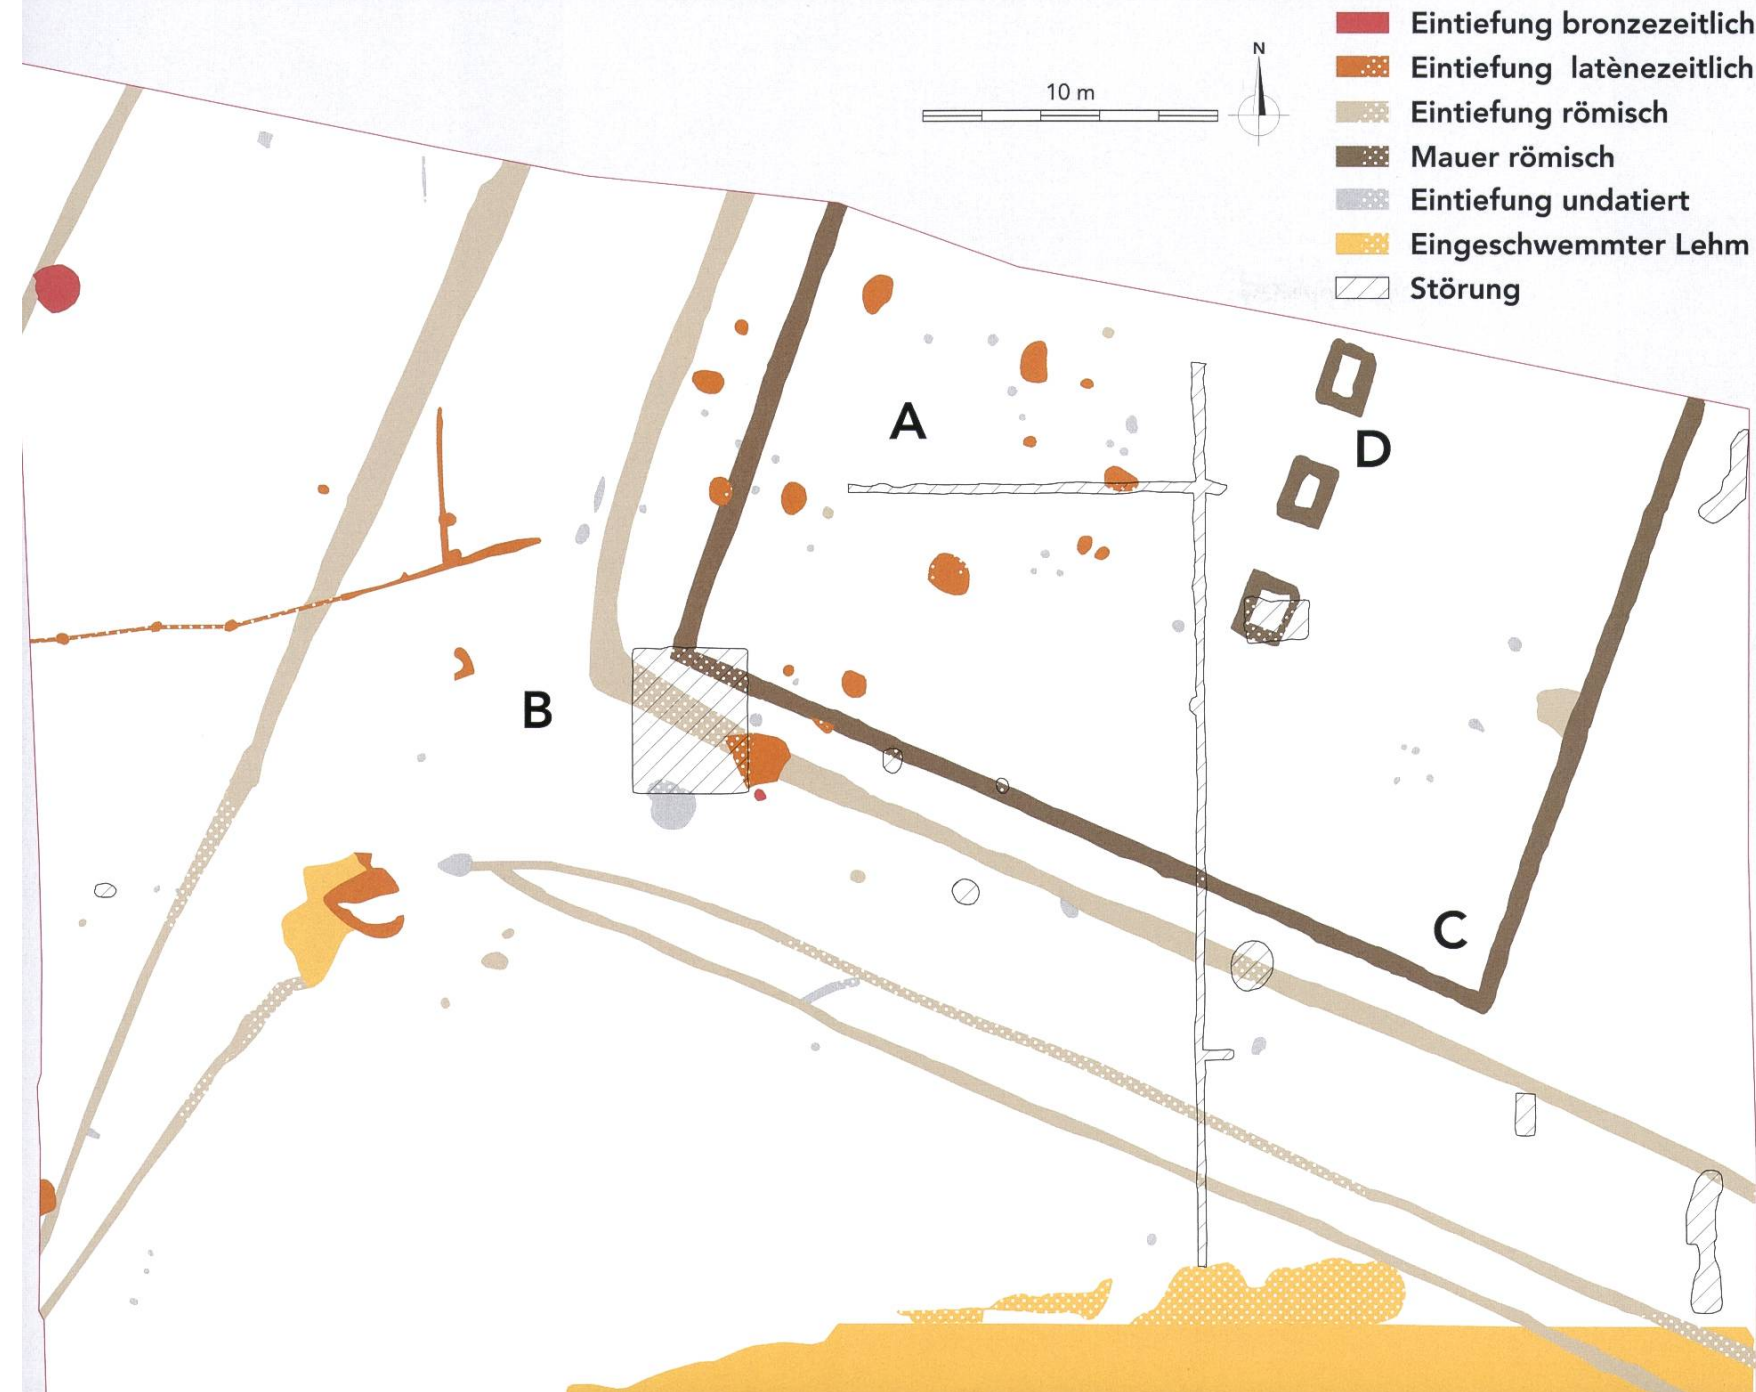 Eintiefung bronzezeitlich
Eintiefung latènezeitlich
Eintiefung römisch
Mauer römisch
Eintiefung undatiert
Eingeschwemmter Lehm
Störung
N
10 m
A
D
B
C